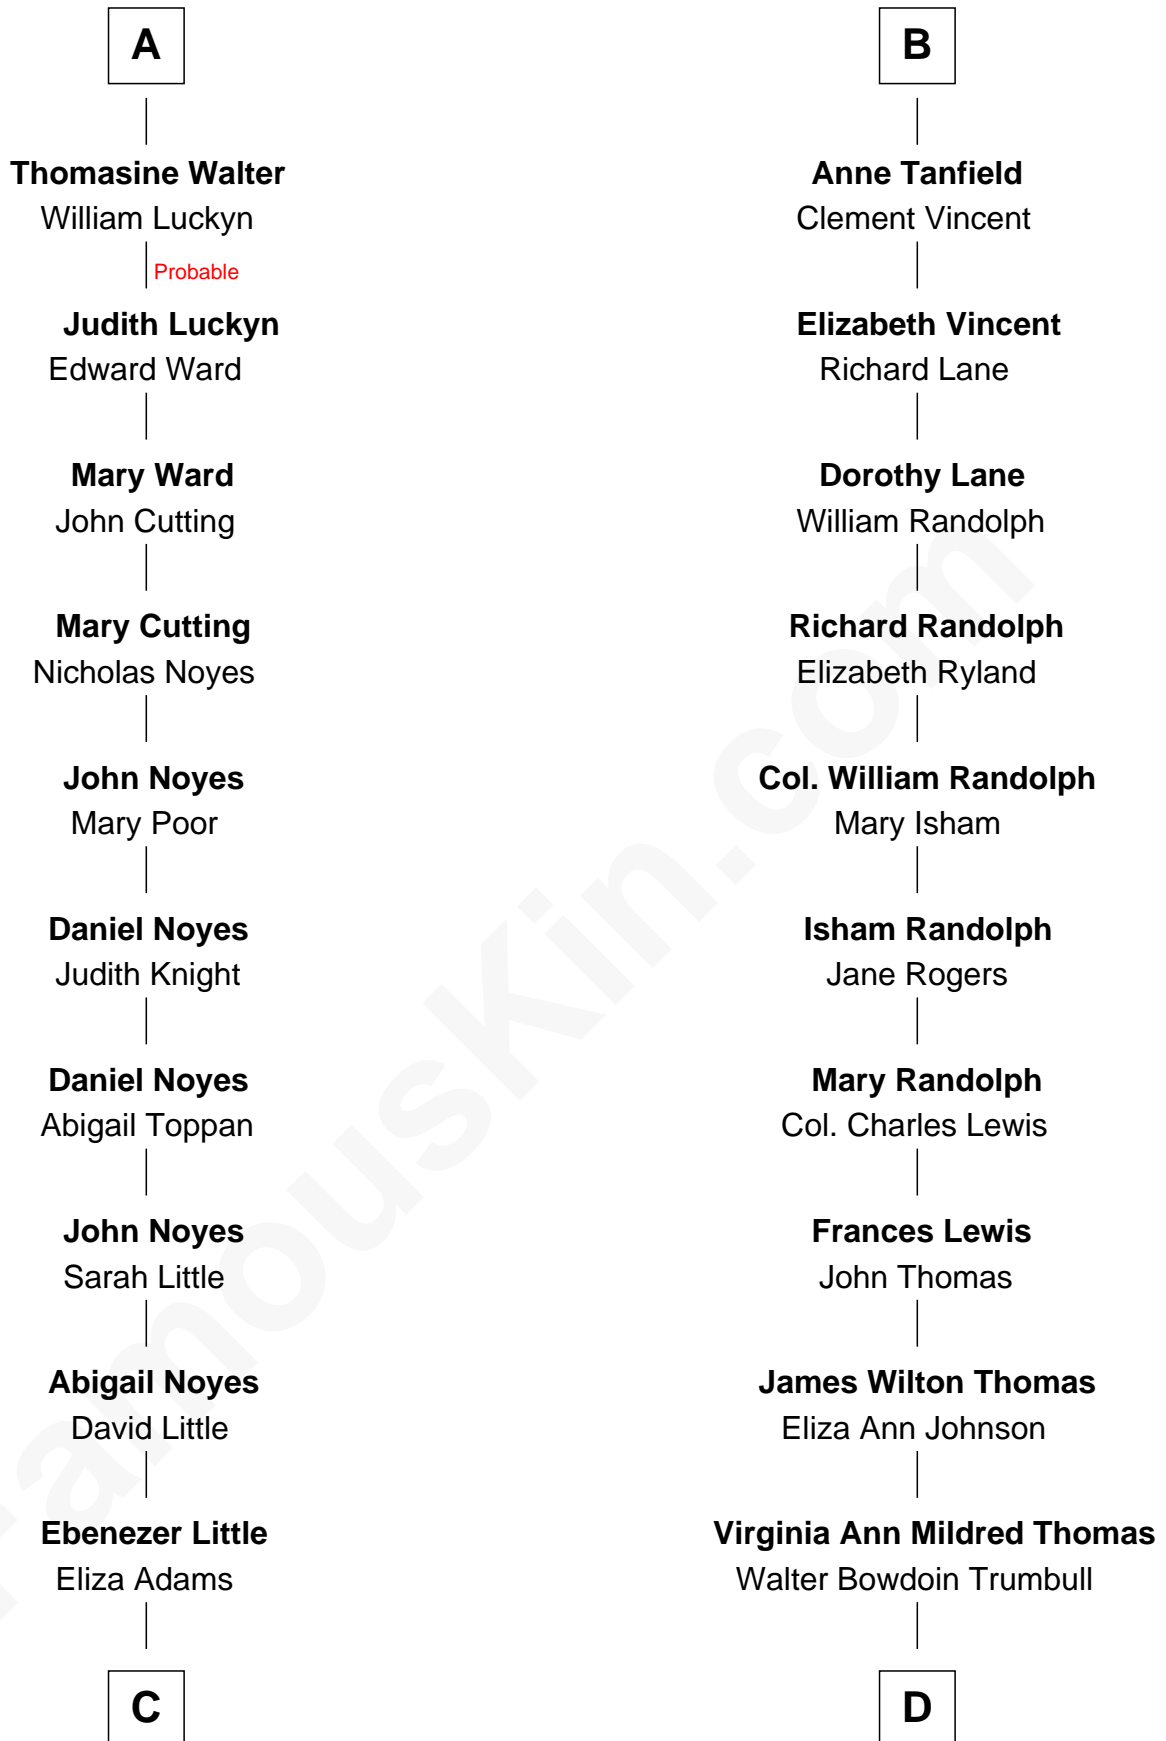 A
Thomasine Walter
William Luckyn
Probable
Judith Luckyn
Edward Ward
Mary Ward
John Cutting
Mary Cutting
Nicholas Noyes
John Noyes
Mary Poor
Daniel Noyes
Judith Knight
Daniel Noyes
Abigail Toppan
John Noyes
Sarah Little
Abigail Noyes
David Little
Ebenezer Little
Eliza Adams
C
B
Anne Tanfield
Clement Vincent
Elizabeth Vincent
Richard Lane
Dorothy Lane
William Randolph
Richard Randolph
Elizabeth Ryland
Col. William Randolph
Mary Isham
Isham Randolph
Jane Rogers
Mary Randolph
Col. Charles Lewis
Frances Lewis
John Thomas
James Wilton Thomas
Eliza Ann Johnson
Virginia Ann Mildred Thomas
Walter Bowdoin Trumbull
D
FamousKin.com